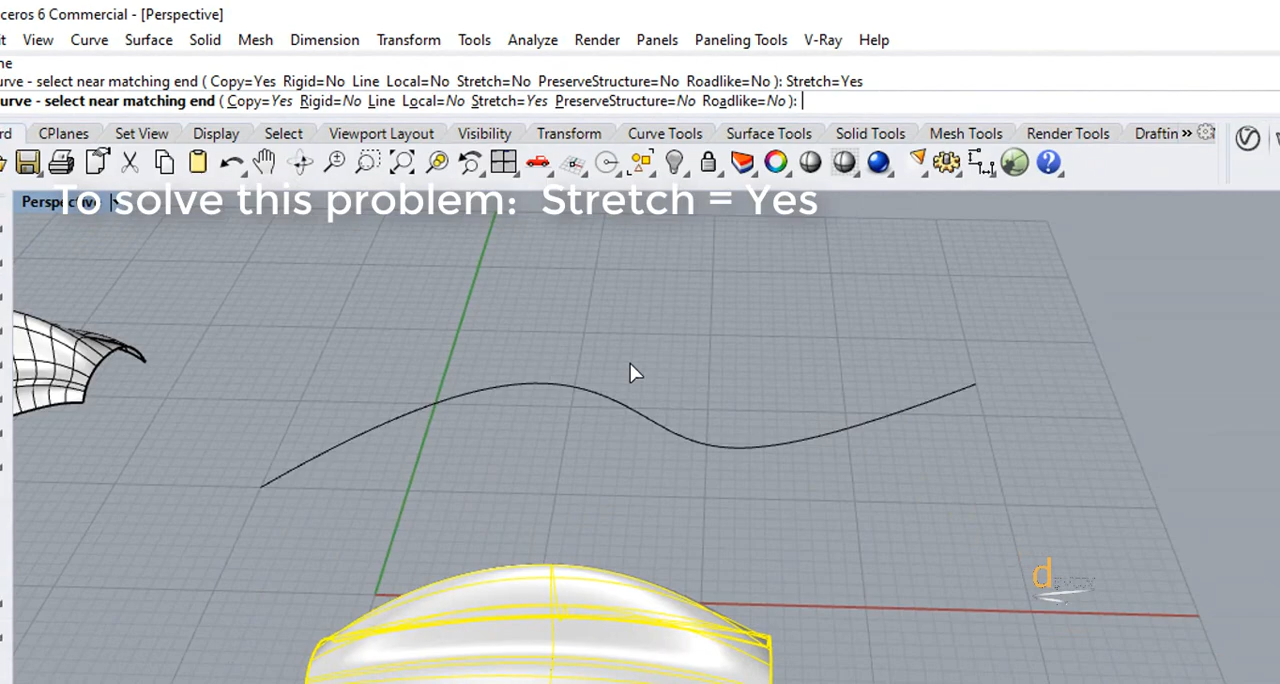 ceros 6 Commercial - [Perspective]
it View Curve Surface Solid Mesh Dimension Transform Tools Analyze Render Panels Paneling Tools V-Ray Help
ne
urve - select near matching end ( Copy=Yes Rigid=No Line Local=No Stretch=No PreserveStructure=No Roadlike=No ): Stretch=Yes
urve - select near matching end ( Copy=Yes Rigid=No Line Local=No Stretch=Yes PreserveStructure=No Roadlike=No ):
rd CPlanes Set View Display Select Viewport Layout Visibility Transform Curve Tools Surface Tools Solid Tools Mesh Tools Render Tools Draftin »
Perspective
To solve this problem: Stretch = Yes